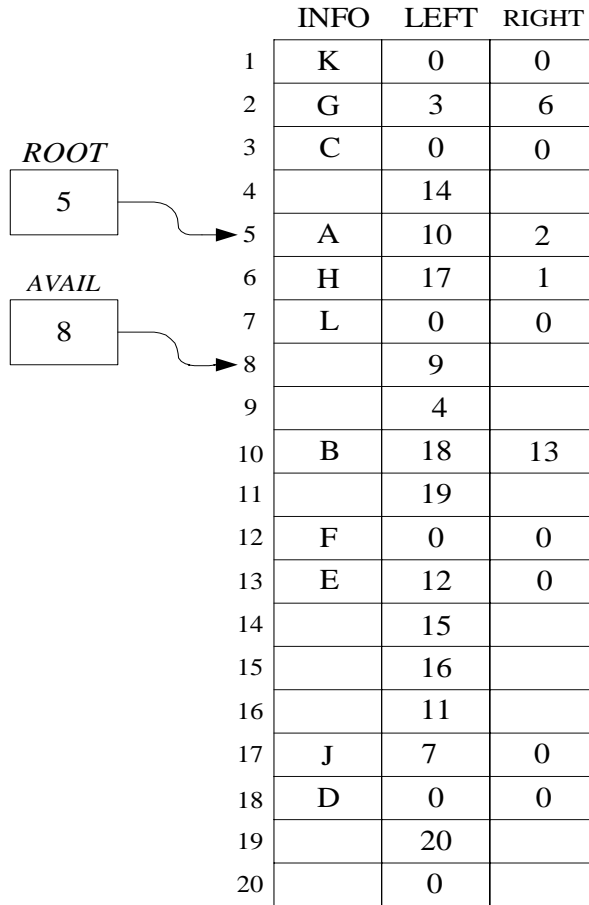 INFO LEFT RIGHT
1 K 0 0
2 G 3 6
ROOT
3 C 0 0
4 14
5
5 A 10 2
AVAIL
6 H 17 1
8
7 L 0 0
8 9
9 4
10 B 18 13
11 19
12 F 0 0
13 E 12 0
14 15
15 16
16 11
17 J 7 0
18 D 0 0
19 20
20 0